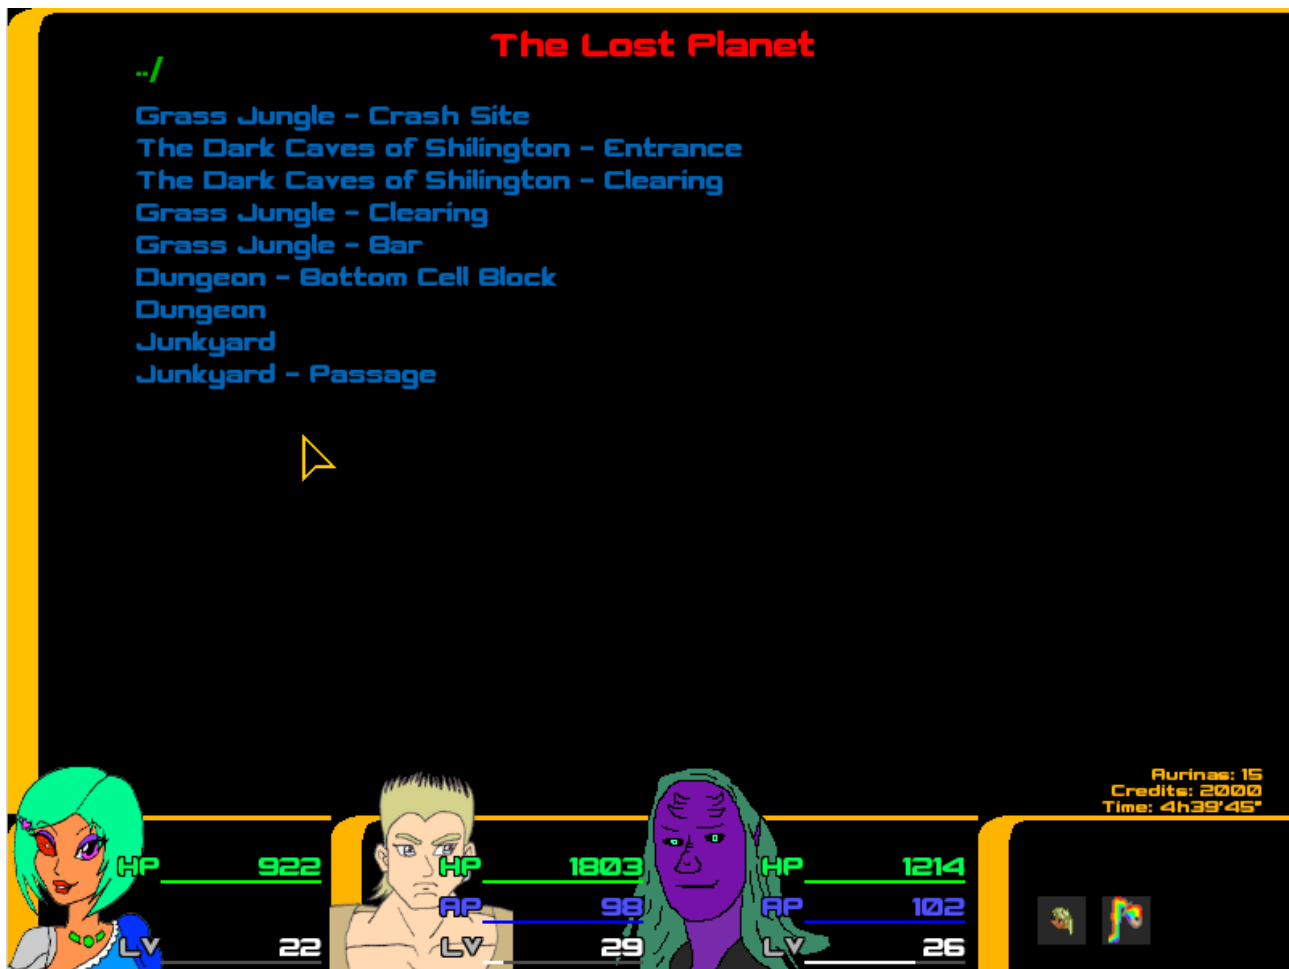 The Lost Planet
../
Grass Jungle - Crash Site
The Dark Caves of Shilington - Entrance
The Dark Caves of Shilington - Clearing
Grass Jungle - Clearing
Grass Jungle - Bar
Dungeon - Bottom Cell Block
Dungeon
Junkyard
Junkyard - Passage
Aurinas: 15
Credits: 2000
Time: 4h39'45"
HP 922
LV 22
HP 1803
AP 98
LV 29
HP 1214
AP 102
LV 26